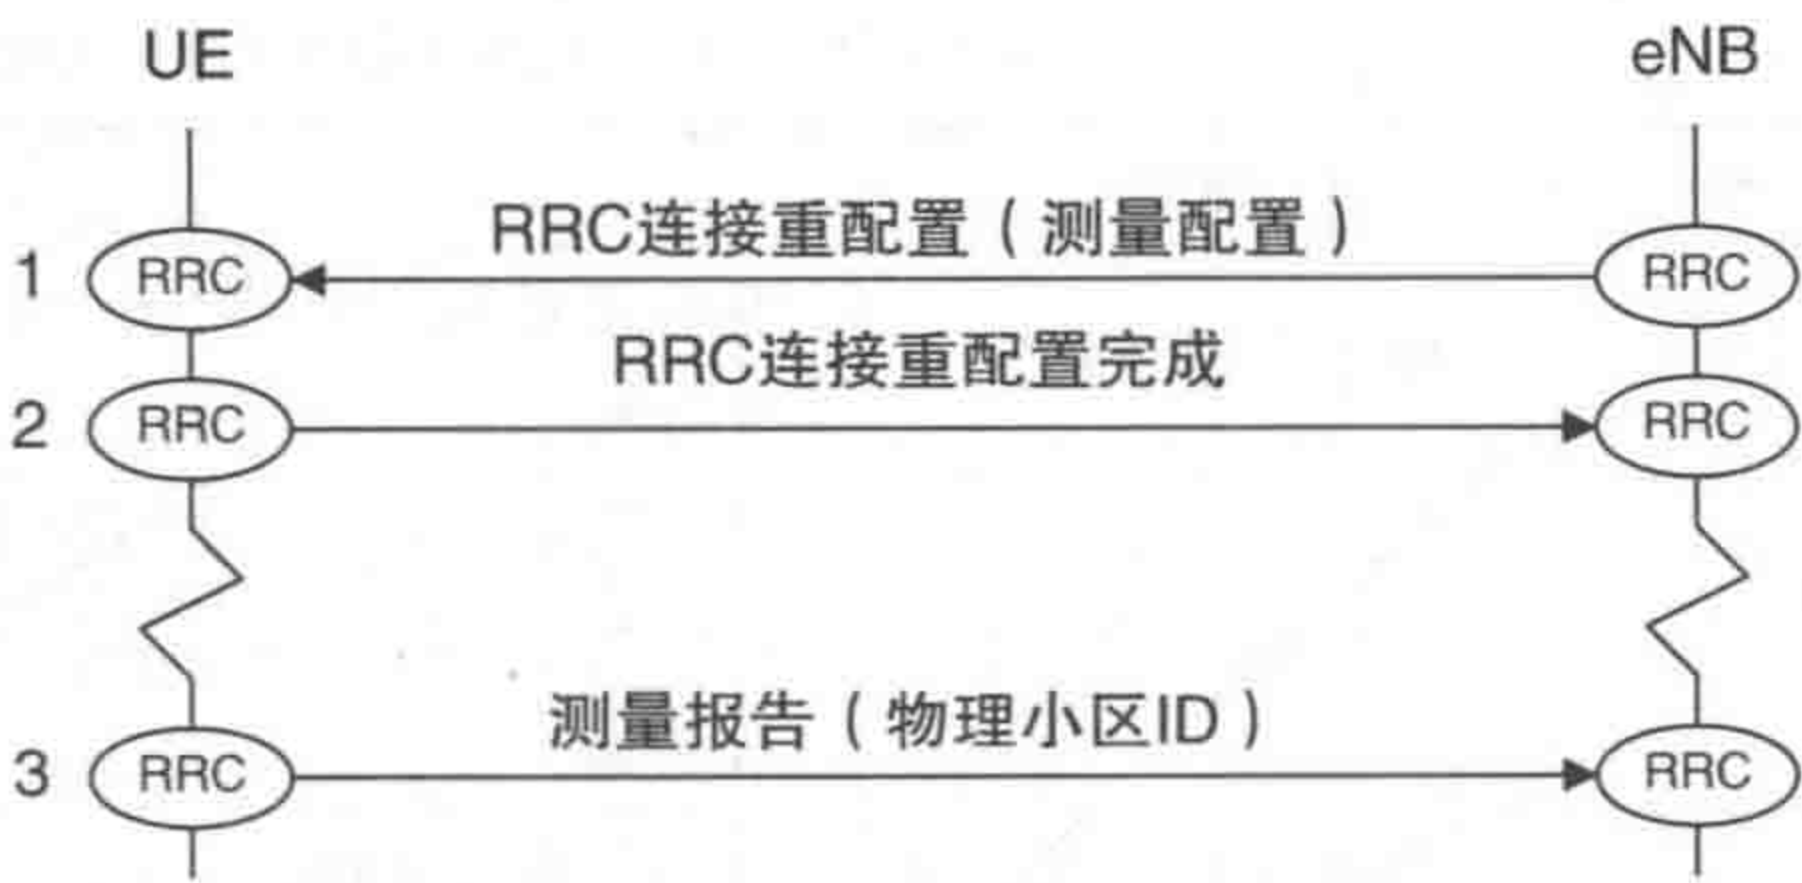 UE eNB
RRC连接重配置（测量配置）
1 RRC RRC
RRC连接重配置完成
2 RRC RRC
测量报告（物理小区ID）
3 RRC RRC